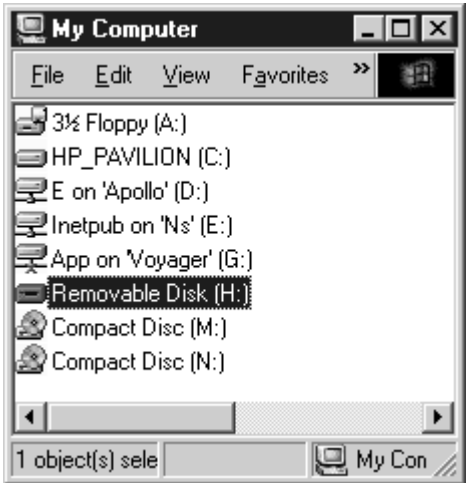 My Computer
File Edit View Favorites »
3½ Floppy (A:)
HP_PAVILION (C:)
E on 'Apollo' (D:)
Inetpub on 'Ns' (E:)
App on 'Voyager' (G:)
Removable Disk (H:)
Compact Disc (M:)
Compact Disc (N:)
1 object(s) sele My Con